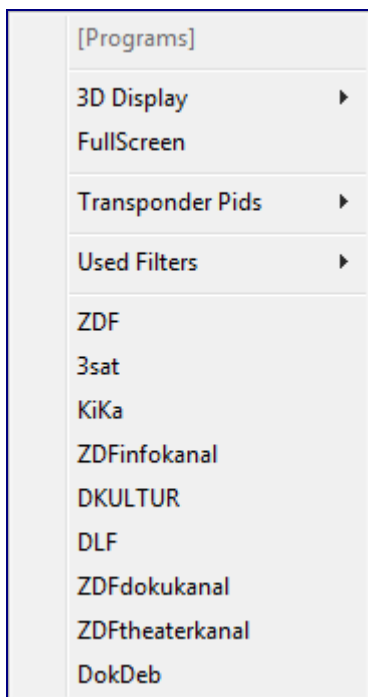 [Programs]
3D Display
FullScreen
Transponder Pids
Used Filters
ZDF
3sat
KiKa
ZDFinfokanal
DKULTUR
DLF
ZDFdokukanal
ZDFtheaterkanal
DokDeb